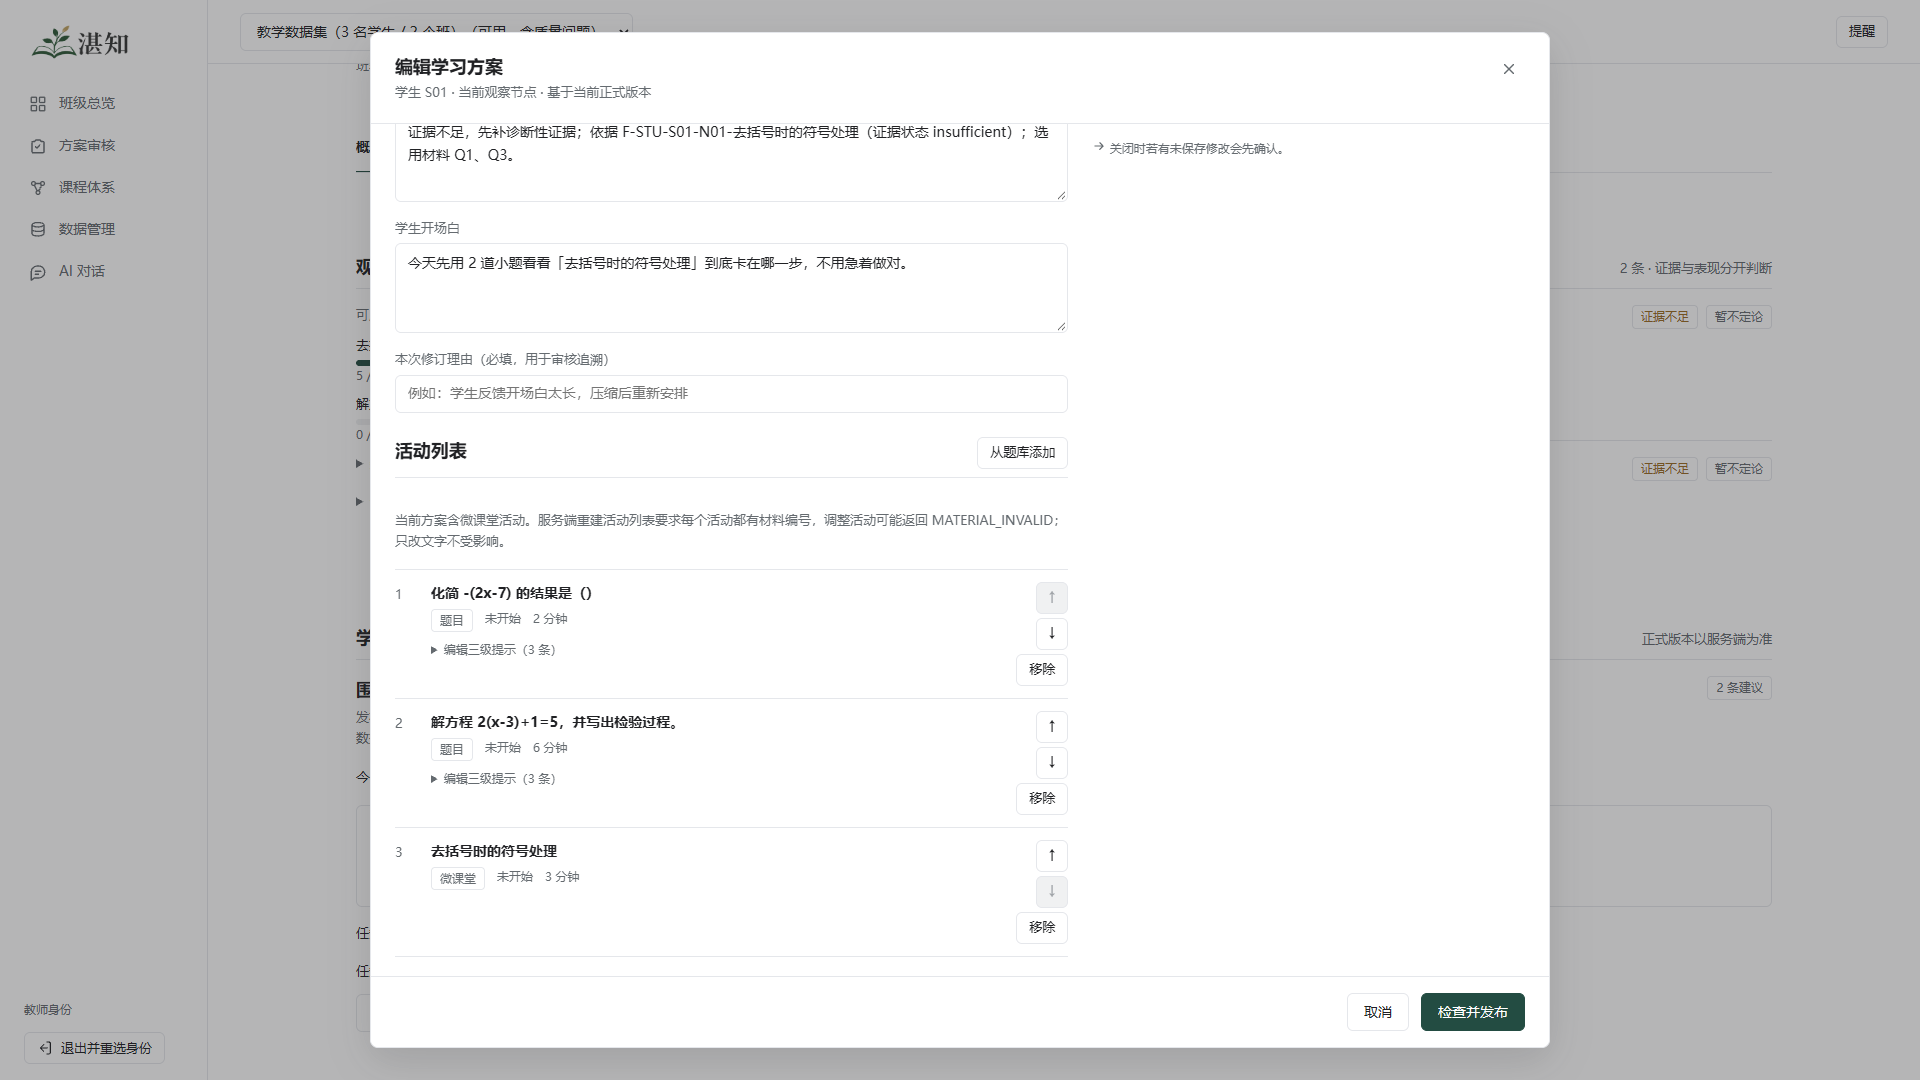 湛知
班级总览
方案审核
课程体系
数据管理
AI 对话
教师身份
退出并重选身份
提醒
2 条 · 证据与表现分开判断
证据不足
暂不定论
证据不足
暂不定论
正式版本以服务端为准
2 条建议
编辑学习方案
学生 S01 · 当前观察节点 · 基于当前正式版本
证据不足，先补诊断性证据；依据 F-STU-S01-N01-去括号时的符号处理（证据状态 insufficient）；选
用材料 Q1、Q3。
→ 关闭时若有未保存修改会先确认。
学生开场白
今天先用 2 道小题看看「去括号时的符号处理」到底卡在哪一步，不用急着做对。
本次修订理由（必填，用于审核追溯）
例如：学生反馈开场白太长，压缩后重新安排
活动列表
从题库添加
当前方案含微课堂活动。服务端重建活动列表要求每个活动都有材料编号，调整活动可能返回 MATERIAL_INVALID；
只改文字不受影响。
1
化简 -(2x-7) 的结果是（）
题目 未开始 2 分钟
编辑三级提示（3 条）
↑
↓
移除
2
解方程 2(x-3)+1=5，并写出检验过程。
题目 未开始 6 分钟
编辑三级提示（3 条）
↑
↓
移除
3
去括号时的符号处理
微课堂 未开始 3 分钟
↑
↓
移除
取消
检查并发布